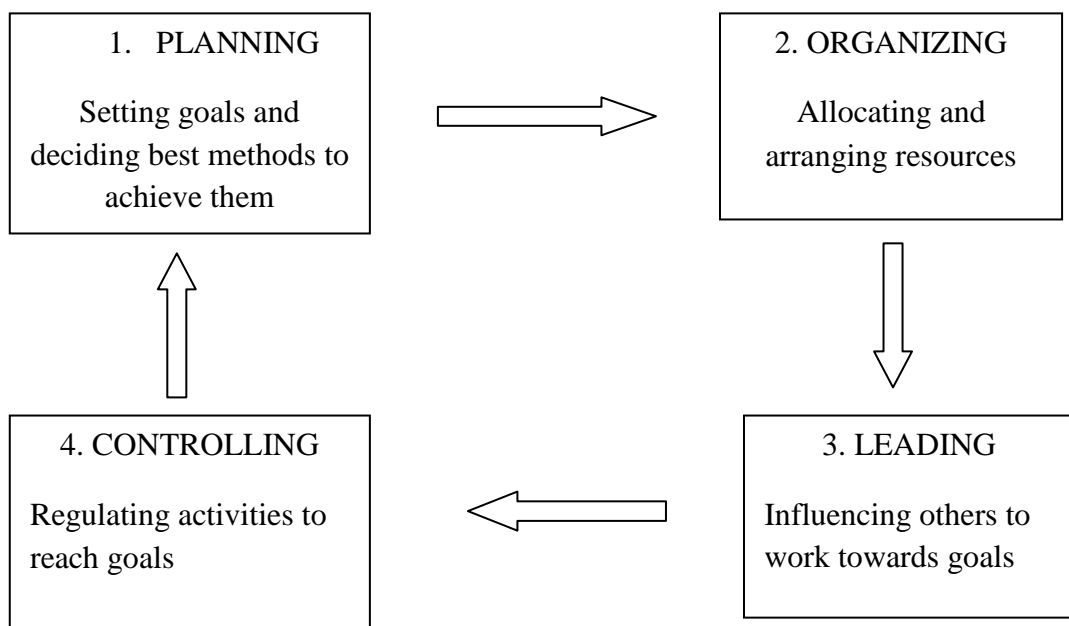 1. PLANNING
Setting goals and
deciding best methods to
achieve them
2. ORGANIZING
Allocating and
arranging resources
3. LEADING
Influencing others to
work towards goals
4. CONTROLLING
Regulating activities to
reach goals